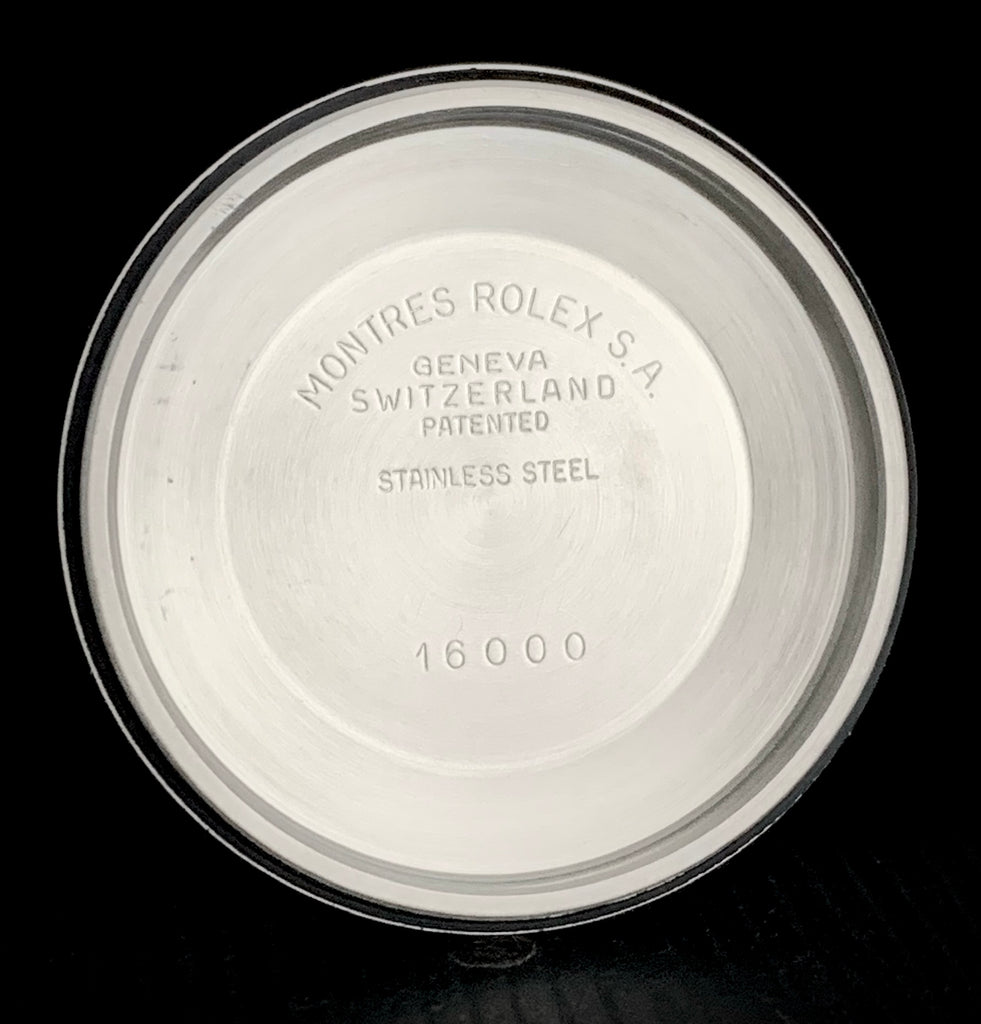 MONTRES ROLEX S.A.
GENEVA
SWITZERLAND
PATENTED
STAINLESS STEEL
16000